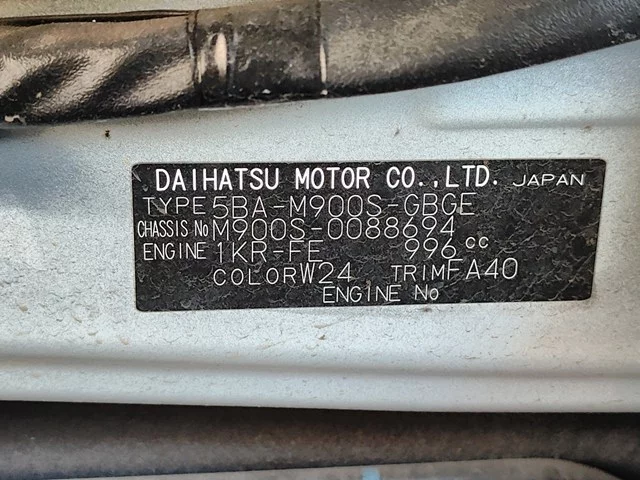 DAIHATSU MOTOR CO.,LTD. JAPAN
TYPE 5BA-M900S-GBGE
CHASSIS No M900S-0088694
ENGINE 1KR-FE 996cc
COLOR W24 TRIM FA40
ENGINE No